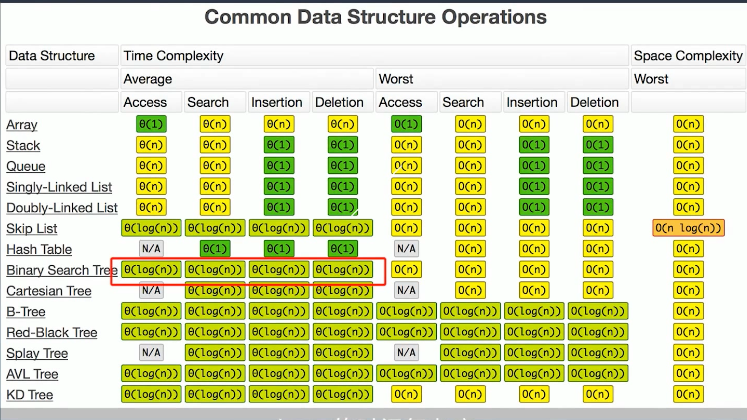 Common Data Structure Operations
Data Structure Time Complexity Space Complexity
Average Worst Worst
Access Search Insertion Deletion Access Search Insertion Deletion
Array θ(1) θ(n) θ(n) θ(n) O(1) O(n) O(n) O(n) O(n)
Stack θ(n) θ(n) θ(1) θ(1) O(n) O(n) O(1) O(1) O(n)
Queue θ(n) θ(n) θ(1) θ(1) O(n) O(n) O(1) O(1) O(n)
Singly-Linked List θ(n) θ(n) θ(1) θ(1) O(n) O(n) O(1) O(1) O(n)
Doubly-Linked List θ(n) θ(n) θ(1) θ(1) O(n) O(n) O(1) O(1) O(n)
Skip List θ(log(n)) θ(log(n)) θ(log(n)) θ(log(n)) O(n) O(n) O(n) O(n) O(n log(n))
Hash Table N/A θ(1) θ(1) θ(1) N/A O(n) O(n) O(n) O(n)
Binary Search Tree θ(log(n)) θ(log(n)) θ(log(n)) θ(log(n)) O(n) O(n) O(n) O(n) O(n)
Cartesian Tree N/A θ(log(n)) θ(log(n)) θ(log(n)) N/A O(n) O(n) O(n) O(n)
B-Tree θ(log(n)) θ(log(n)) θ(log(n)) θ(log(n)) O(log(n)) O(log(n)) O(log(n)) O(log(n)) O(n)
Red-Black Tree θ(log(n)) θ(log(n)) θ(log(n)) θ(log(n)) O(log(n)) O(log(n)) O(log(n)) O(log(n)) O(n)
Splay Tree N/A θ(log(n)) θ(log(n)) θ(log(n)) N/A O(log(n)) O(log(n)) O(log(n)) O(n)
AVL Tree θ(log(n)) θ(log(n)) θ(log(n)) θ(log(n)) O(log(n)) O(log(n)) O(log(n)) O(log(n)) O(n)
KD Tree θ(log(n)) θ(log(n)) θ(log(n)) θ(log(n)) O(n) O(n) O(n) O(n) O(n)